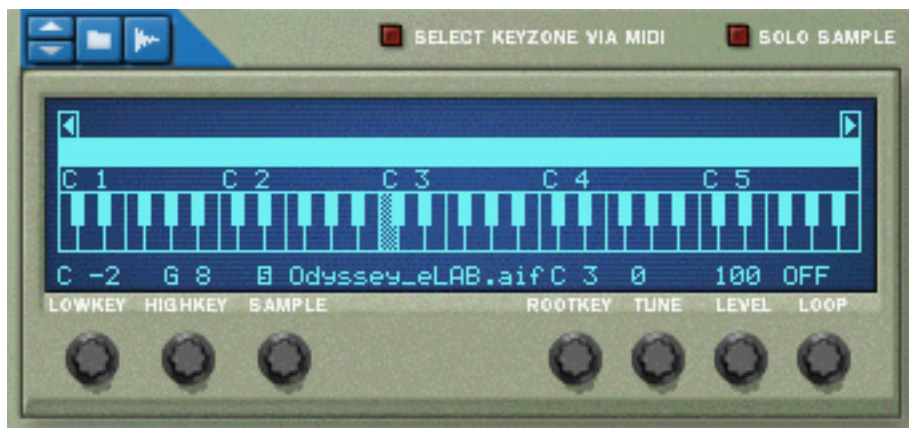 SELECT KEYZONE VIA MIDI SOLO SAMPLE
C 1 C 2 C 3 C 4 C 5
C -2 G 8 S Odyssey_eLAB.aif C 3 0 100 OFF
LOWKEY HIGHKEY SAMPLE ROOTKEY TUNE LEVEL LOOP